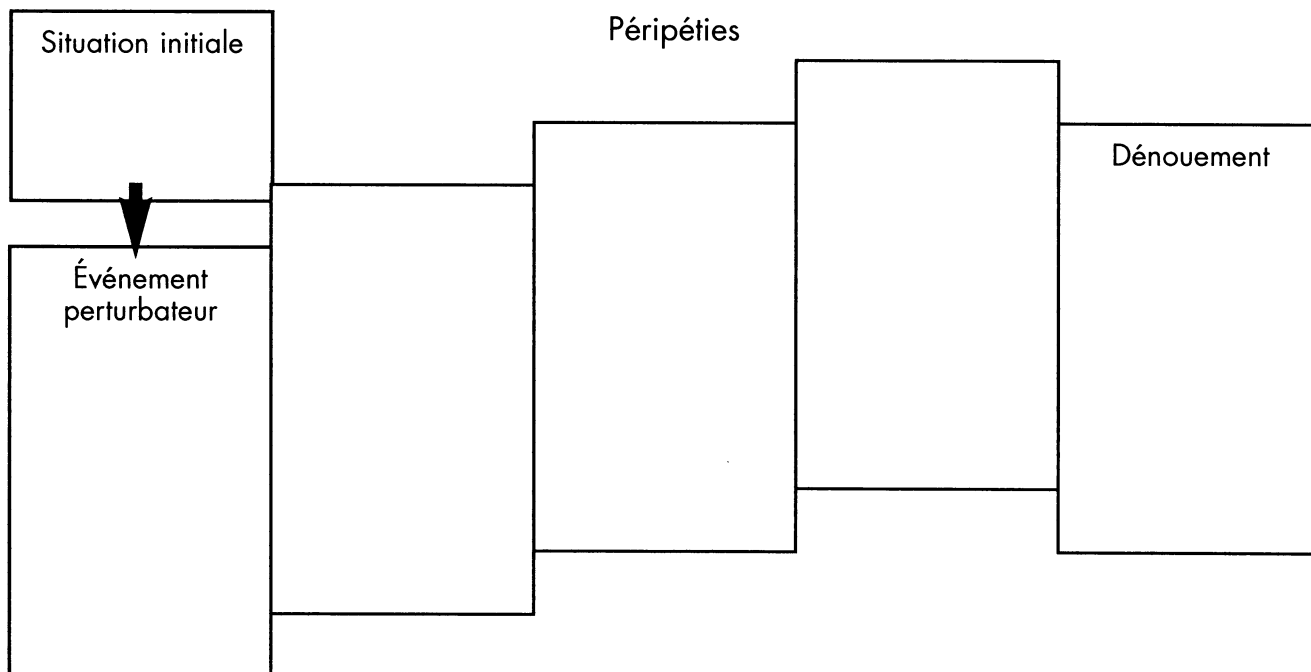 Situation initiale
Péripéties
Dénouement
Événement
perturbateur